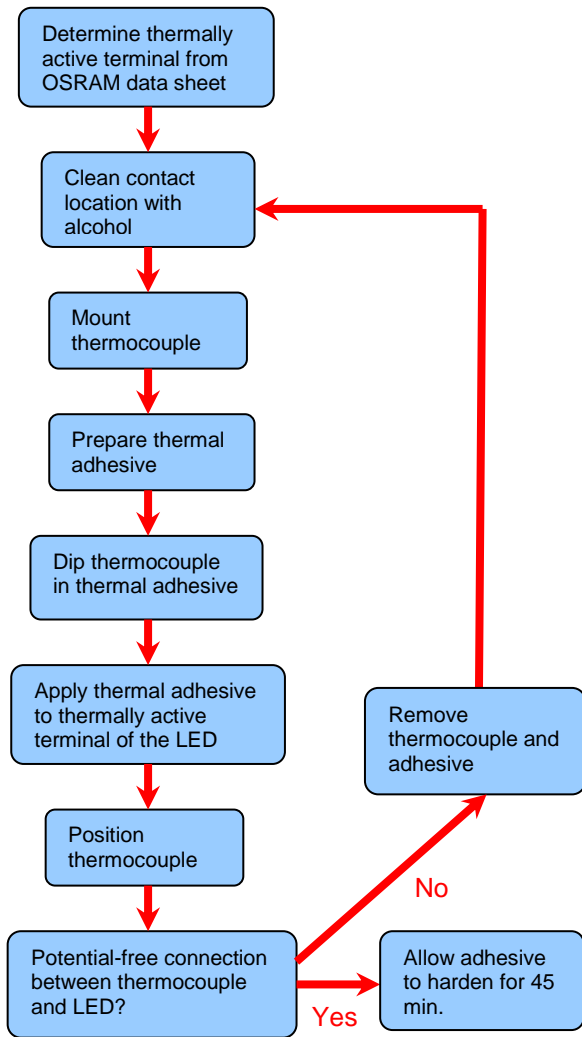 Determine thermally
active terminal from
OSRAM data sheet
Clean contact
location with
alcohol
Mount
thermocouple
Prepare thermal
adhesive
Dip thermocouple
in thermal adhesive
Apply thermal adhesive
to thermally active
terminal of the LED
Remove
thermocouple and
adhesive
Position
thermocouple
No
Potential-free connection
between thermocouple
and LED?
Yes
Allow adhesive
to harden for 45
min.